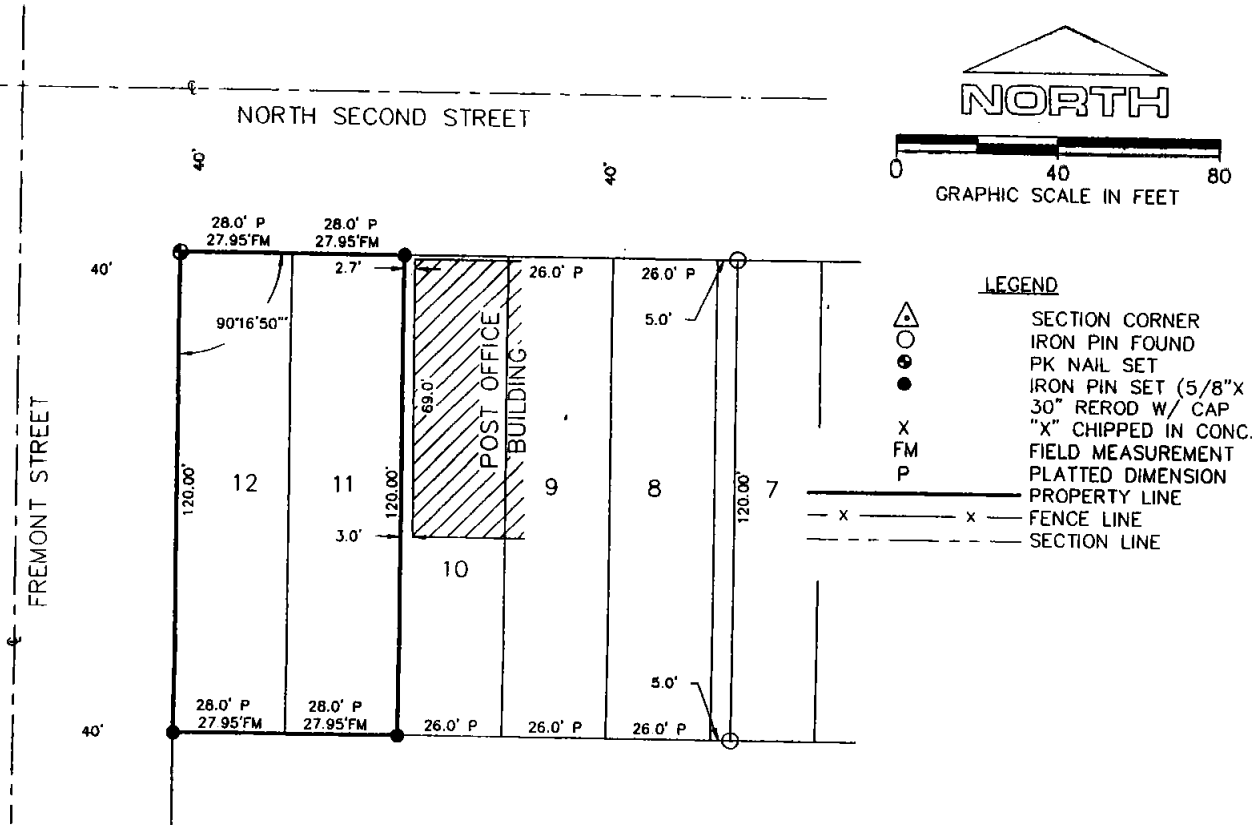 NORTH SECOND STREET
40'
40'
NORTH
0 40 80
GRAPHIC SCALE IN FEET
28.0' P
27.95'FM
28.0' P
27.95'FM
40'
2.7'
26.0' P
26.0' P
5.0'
90°16'50"
POST OFFICE
BUILDING
69.0'
FREMONT STREET
120.00'
12
11
120.00'
9
8
120.00'
7
3.0'
10
5.0'
28.0' P
27.95'FM
28.0' P
27.95'FM
26.0' P
26.0' P
26.0' P
40'
LEGEND
SECTION CORNER
IRON PIN FOUND
PK NAIL SET
IRON PIN SET (5/8"X
30" REROD W/ CAP
X "X" CHIPPED IN CONC.
FM FIELD MEASUREMENT
P PLATTED DIMENSION
PROPERTY LINE
X X FENCE LINE
SECTION LINE